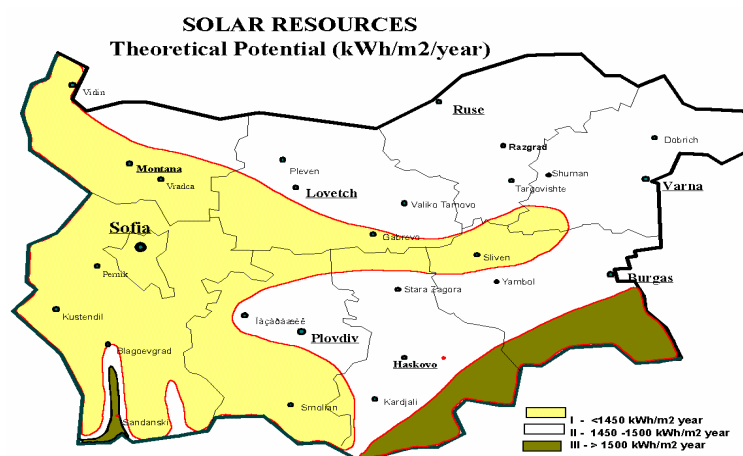 SOLAR RESOURCES
Theoretical Potential (kWh/m2/year)
Vidin
Ruse
Dobrich
Razgrad
Montana
Pleven
Shuman
Vradca
Lovetch
Targovishte
Varna
Valiko Tarnovo
Sofia
Gabrevo
Sliven
Pernik
Burgas
Yambol
Stara Zagora
Kustendil
Ïàçàðäæèê
Plovdiv
Blagoevgrad
Haskovo
Kardjali
Smolian
Sandanski
I - <1450 kWh/m2 year
II - 1450 -1500 kWh/m2 year
III - > 1500 kWh/m2 year